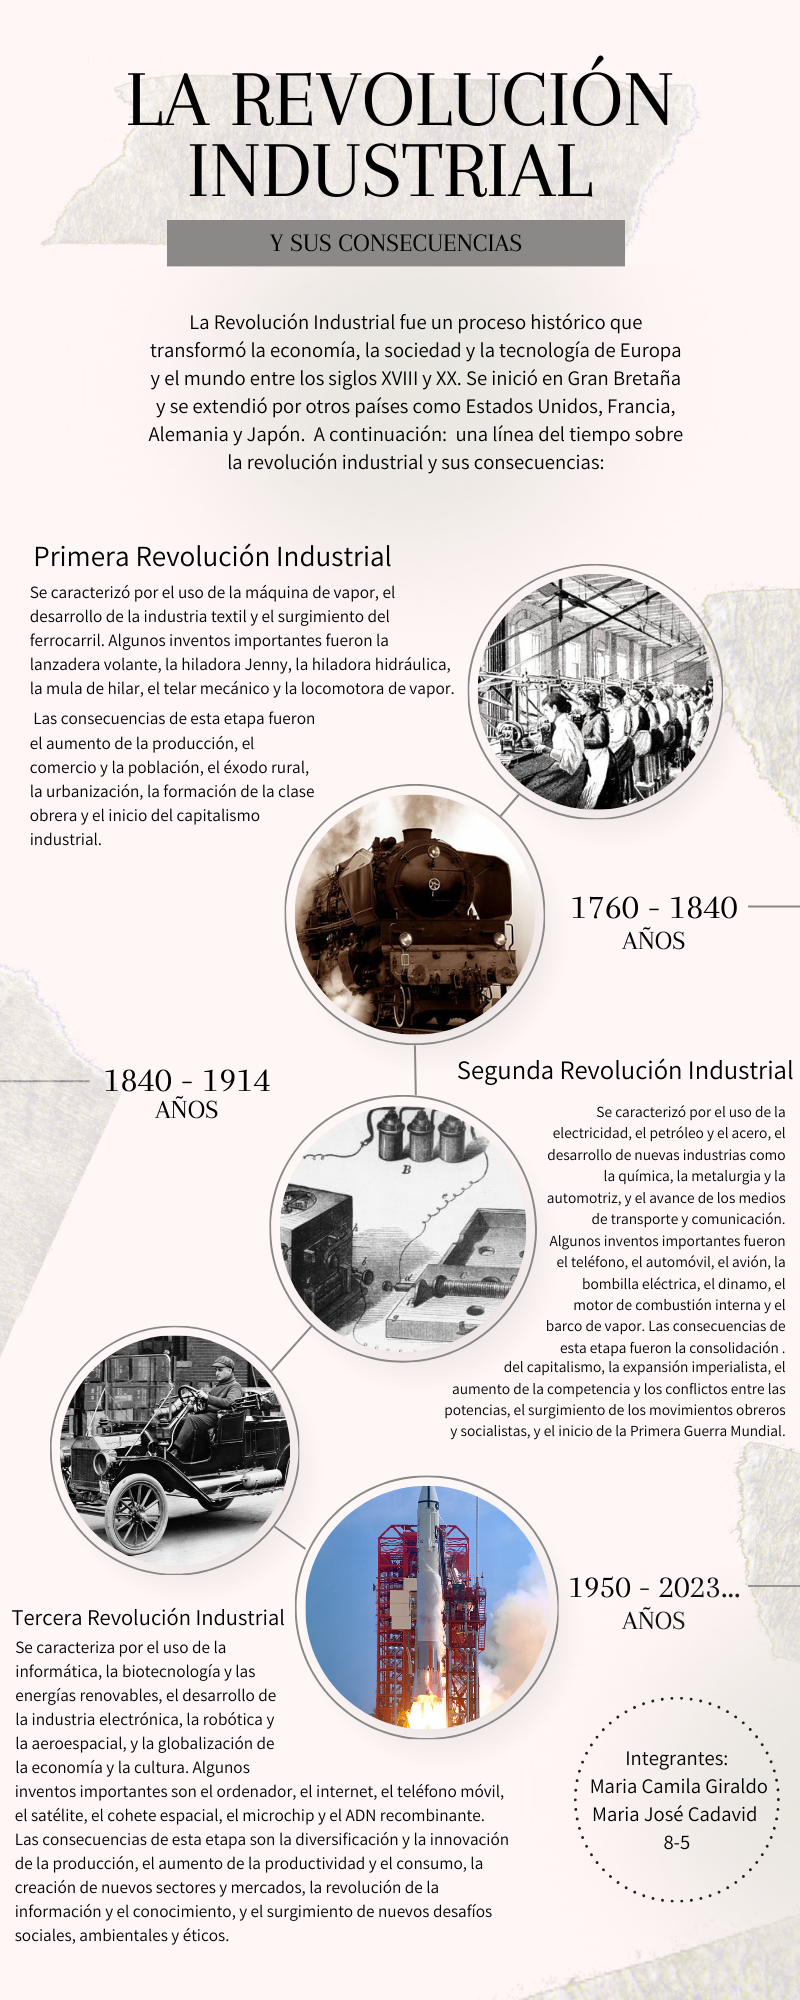 LA REVOLUCIÓN
INDUSTRIAL
Y SUS CONSECUENCIAS
La Revolución Industrial fue un proceso histórico que
transformó la economía, la sociedad y la tecnología de Europa
y el mundo entre los siglos XVIII y XX. Se inició en Gran Bretaña
y se extendió por otros países como Estados Unidos, Francia,
Alemania y Japón. A continuación: una línea del tiempo sobre
la revolución industrial y sus consecuencias:
Primera Revolución Industrial
Se caracterizó por el uso de la máquina de vapor, el
desarrollo de la industria textil y el surgimiento del
ferrocarril. Algunos inventos importantes fueron la
lanzadera volante, la hiladora Jenny, la hiladora hidráulica,
la mula de hilar, el telar mecánico y la locomotora de vapor.
Las consecuencias de esta etapa fueron
el aumento de la producción, el
comercio y la población, el éxodo rural,
la urbanización, la formación de la clase
obrera y el inicio del capitalismo
industrial.
1760 - 1840
AÑOS
1840 - 1914
AÑOS
Segunda Revolución Industrial
Se caracterizó por el uso de la
electricidad, el petróleo y el acero, el
desarrollo de nuevas industrias como
la química, la metalurgia y la
automotriz, y el avance de los medios
de transporte y comunicación.
Algunos inventos importantes fueron
el teléfono, el automóvil, el avión, la
bombilla eléctrica, el dinamo, el
motor de combustión interna y el
barco de vapor. Las consecuencias de
esta etapa fueron la consolidación .
del capitalismo, la expansión imperialista, el
aumento de la competencia y los conflictos entre las
potencias, el surgimiento de los movimientos obreros
y socialistas, y el inicio de la Primera Guerra Mundial.
B
1950 - 2023...
AÑOS
Tercera Revolución Industrial
Se caracteriza por el uso de la
informática, la biotecnología y las
energías renovables, el desarrollo de
la industria electrónica, la robótica y
la aeroespacial, y la globalización de
la economía y la cultura. Algunos
inventos importantes son el ordenador, el internet, el teléfono móvil,
el satélite, el cohete espacial, el microchip y el ADN recombinante.
Las consecuencias de esta etapa son la diversificación y la innovación
de la producción, el aumento de la productividad y el consumo, la
creación de nuevos sectores y mercados, la revolución de la
información y el conocimiento, y el surgimiento de nuevos desafíos
sociales, ambientales y éticos.
Integrantes:
Maria Camila Giraldo
Maria José Cadavid
8-5